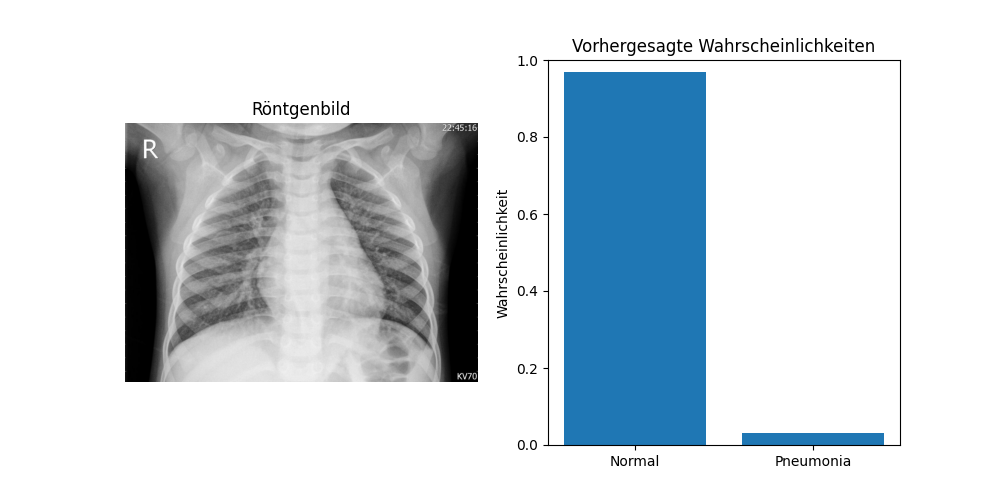 Röntgenbild
R
22:45:16
KV70
Vorhergesagte Wahrscheinlichkeiten
Wahrscheinlichkeit
1.0
0.8
0.6
0.4
0.2
0.0
Normal
Pneumonia